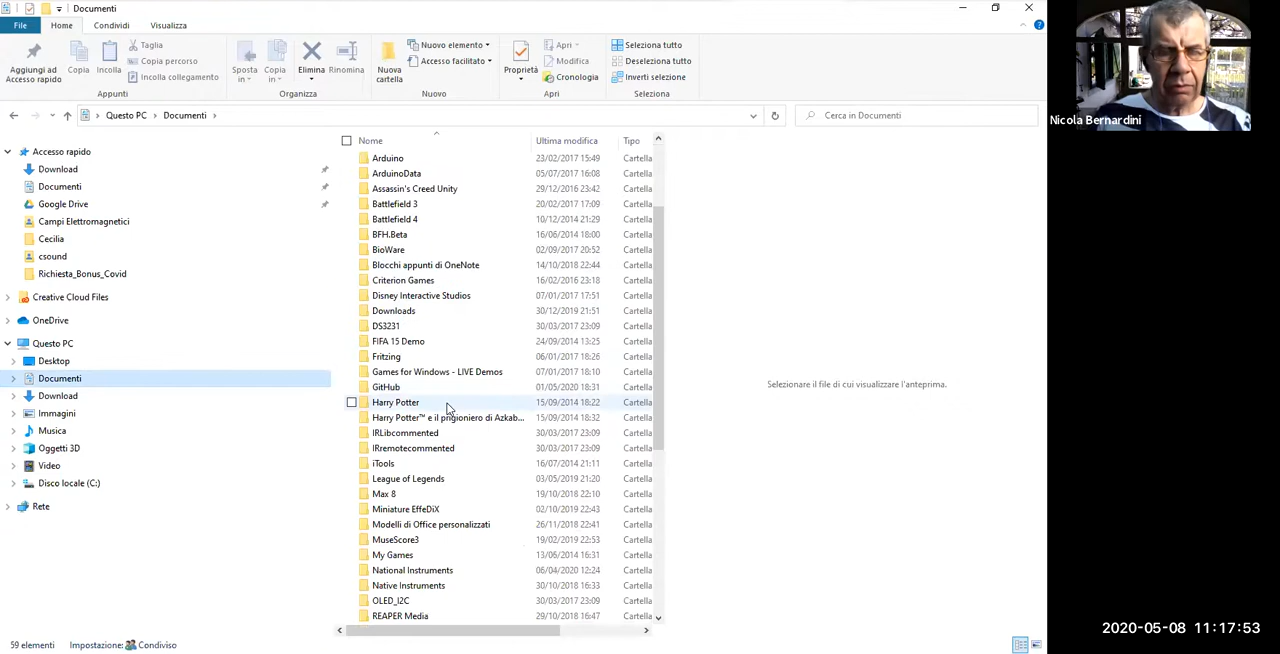 Documenti
File Home Condividi Visualizza
Aggiungi ad Accesso rapido
Copia
Incolla
Taglia
Copia percorso
Incolla collegamento
Appunti
Sposta in
Copia in
Elimina
Rinomina
Organizza
Nuova cartella
Nuovo elemento
Accesso facilitato
Nuovo
Proprietà
Apri
Modifica
Cronologia
Apri
Seleziona tutto
Deseleziona tutto
Inverti selezione
Seleziona
Questo PC > Documenti >
Cerca in Documenti
Accesso rapido
Download
Documenti
Google Drive
Campi Elettromagnetici
Cecilia
csound
Richiesta_Bonus_Covid
Creative Cloud Files
OneDrive
Questo PC
Desktop
Documenti
Download
Immagini
Musica
Oggetti 3D
Video
Disco locale (C:)
Rete
Nome Ultima modifica Tipo
Arduino 23/02/2017 15:49 Cartella
ArduinoData 05/07/2017 16:08 Cartella
Assassin's Creed Unity 29/12/2016 23:42 Cartella
Battlefield 3 20/02/2017 17:09 Cartella
Battlefield 4 10/12/2014 21:29 Cartella
BFH.Beta 16/06/2014 18:00 Cartella
BioWare 02/09/2017 20:52 Cartella
Blocchi appunti di OneNote 14/10/2018 22:44 Cartella
Criterion Games 16/02/2016 23:18 Cartella
Disney Interactive Studios 07/01/2017 17:51 Cartella
Downloads 30/12/2019 21:51 Cartella
DS3231 30/03/2017 23:09 Cartella
FIFA 15 Demo 24/09/2014 13:25 Cartella
Fritzing 06/01/2017 18:26 Cartella
Games for Windows - LIVE Demos 07/01/2017 18:10 Cartella
GitHub 01/05/2020 18:31 Cartella
Harry Potter 15/09/2014 18:22 Cartella
Harry Potter™ e il prigioniero di Azkab... 15/09/2014 18:32 Cartella
IRLibcommented 30/03/2017 23:09 Cartella
IRremotecommented 30/03/2017 23:09 Cartella
iTools 16/07/2014 21:11 Cartella
League of Legends 03/05/2019 21:20 Cartella
Max 8 19/10/2018 22:10 Cartella
Miniature EffeDiX 02/10/2019 22:43 Cartella
Modelli di Office personalizzati 26/11/2018 22:41 Cartella
MuseScore3 19/02/2019 22:53 Cartella
My Games 13/06/2014 16:31 Cartella
National Instruments 06/04/2020 12:24 Cartella
Native Instruments 30/10/2018 16:33 Cartella
OLED_I2C 30/03/2017 23:09 Cartella
REAPER Media 29/10/2018 16:47 Cartella
Selezionare il file di cui visualizzare l'anteprima.
59 elementi Impostazione: Condiviso
Nicola Bernardini
2020-05-08 11:17:53